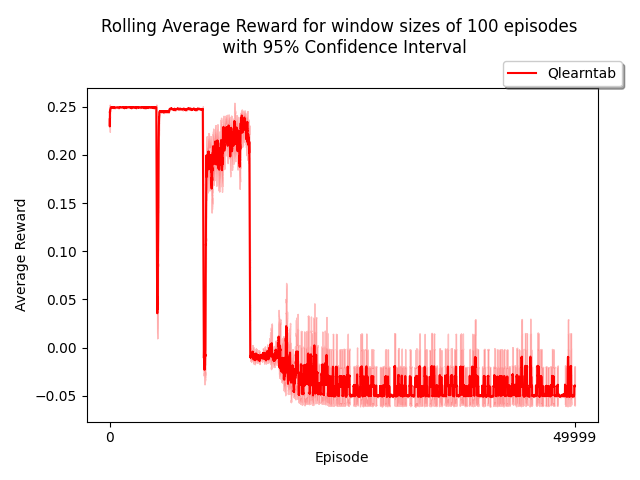 Rolling Average Reward for window sizes of 100 episodes
with 95% Confidence Interval
Qlearntab
0.25
0.20
0.15
0.10
0.05
0.00
−0.05
Average Reward
0
49999
Episode